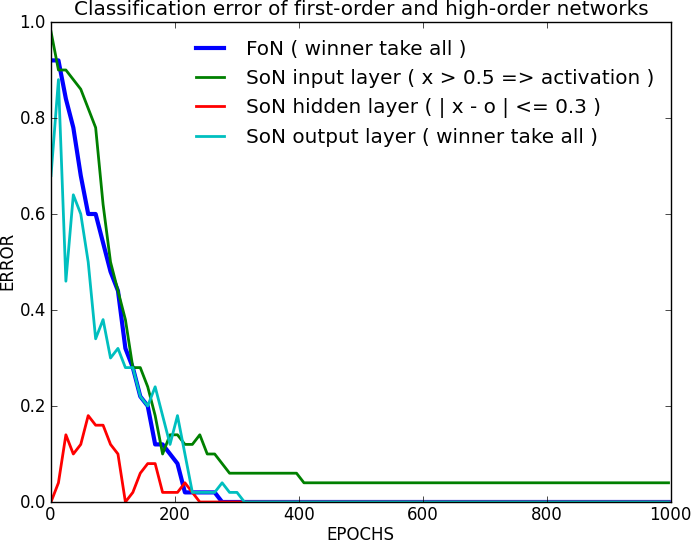 Classification error of first-order and high-order networks
FoN ( winner take all )
SoN input layer ( x > 0.5 => activation )
SoN hidden layer ( | x - o | <= 0.3 )
SoN output layer ( winner take all )
1.0
0.8
0.6
0.4
0.2
0.0
ERROR
0 200 400 600 800 1000
EPOCHS